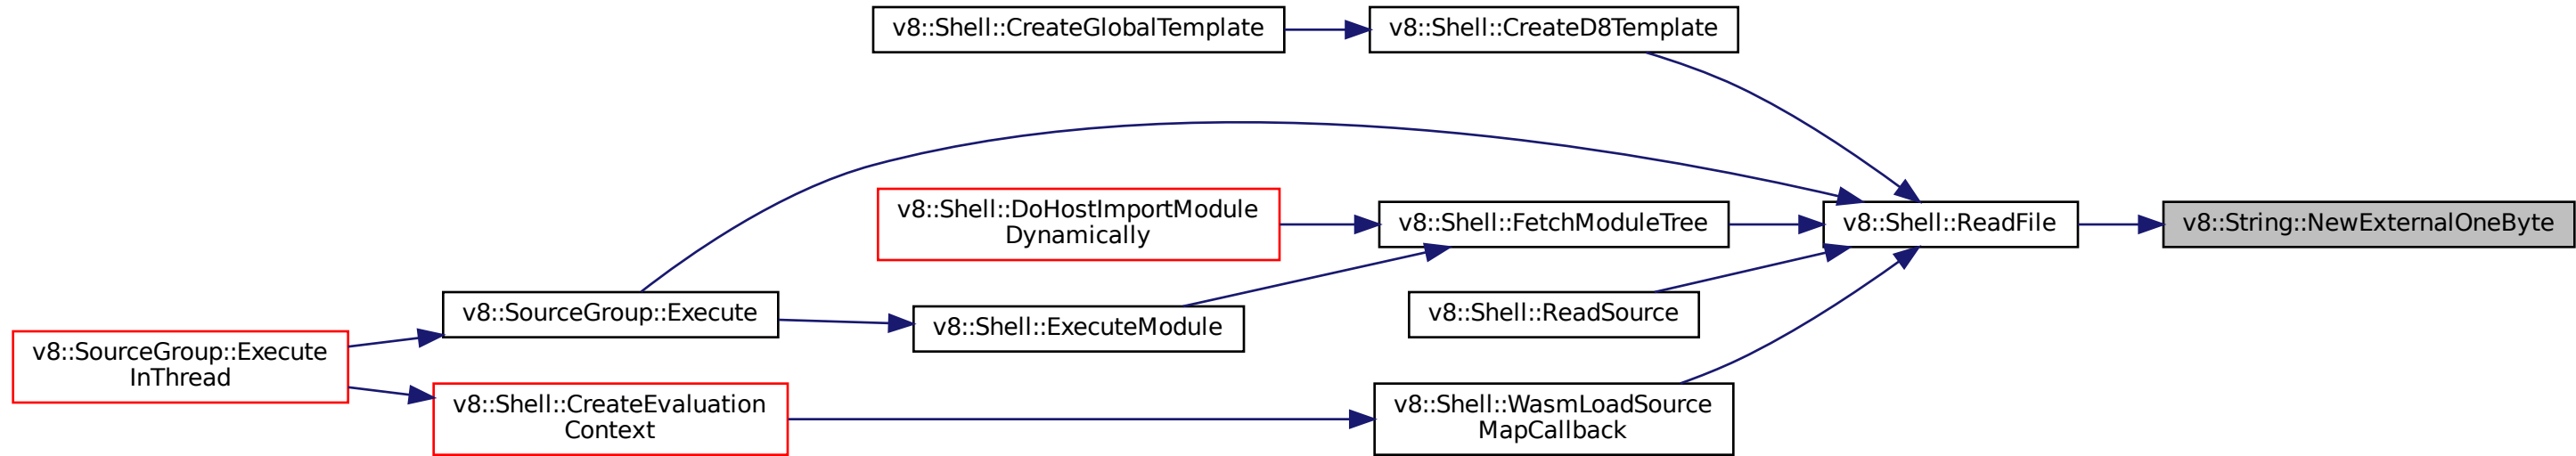 v8::Shell::CreateGlobalTemplate
v8::Shell::CreateD8Template
v8::Shell::DoHostImportModule
Dynamically
v8::Shell::FetchModuleTree
v8::Shell::ReadFile
v8::String::NewExternalOneByte
v8::SourceGroup::Execute
v8::Shell::ExecuteModule
v8::Shell::ReadSource
v8::SourceGroup::Execute
InThread
v8::Shell::CreateEvaluation
Context
v8::Shell::WasmLoadSource
MapCallback